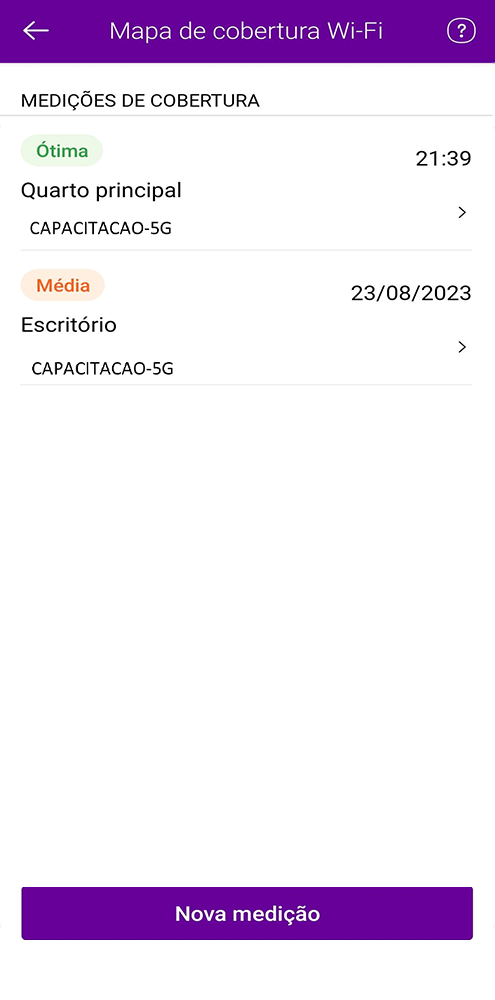 Mapa de cobertura Wi-Fi
?
MEDIÇÕES DE COBERTURA
Ótima
21:39
Quarto principal
CAPACITACAO-5G
Média
23/08/2023
Escritório
CAPACITACAO-5G
Nova medição